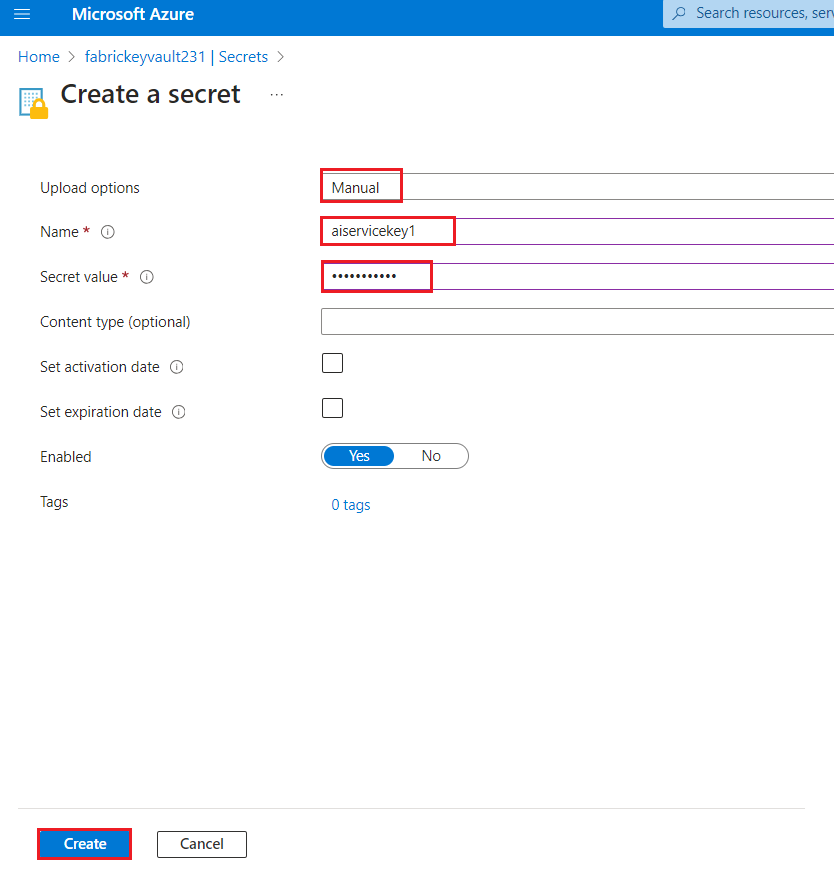 Microsoft Azure
Search resources, serv
Home > fabrickeyvault231 | Secrets >
Create a secret ...
Upload options Manual
Name * aiservicekey1
Secret value * •••••••••••
Content type (optional)
Set activation date
Set expiration date
Enabled Yes No
Tags 0 tags
Create Cancel